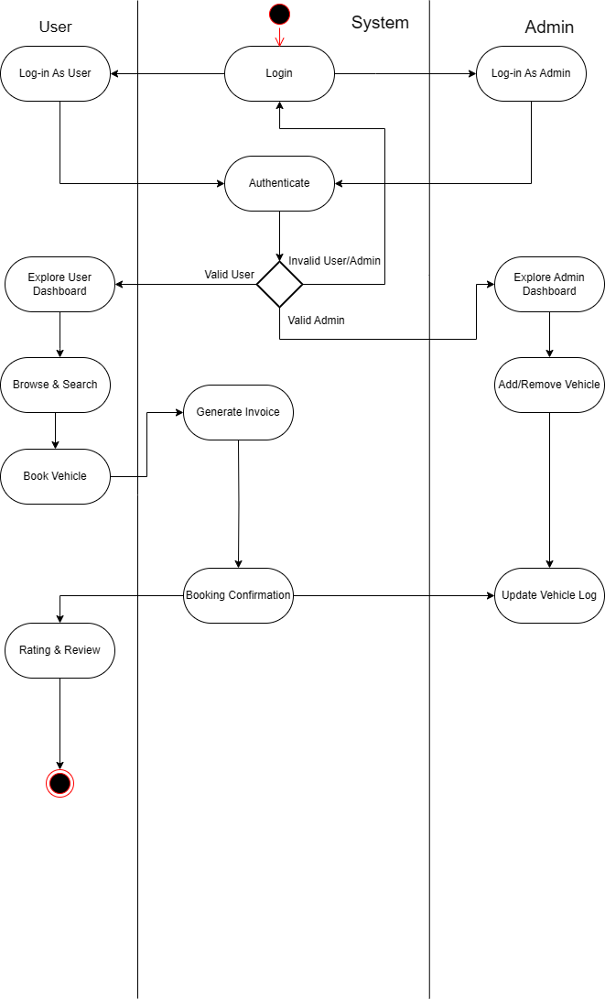 User
System
Admin
Log-in As User
Login
Log-in As Admin
Authenticate
Invalid User/Admin
Valid User
Explore User
Dashboard
Explore Admin
Dashboard
Valid Admin
Browse & Search
Add/Remove Vehicle
Generate Invoice
Book Vehicle
Booking Confirmation
Update Vehicle Log
Rating & Review